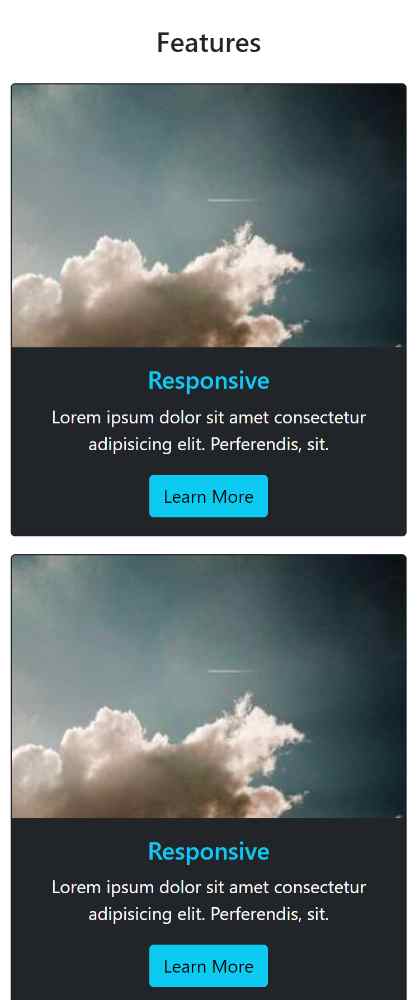 Features
Responsive
Lorem ipsum dolor sit amet consectetur
adipisicing elit. Perferendis, sit.
Learn More
Responsive
Lorem ipsum dolor sit amet consectetur
adipisicing elit. Perferendis, sit.
Learn More